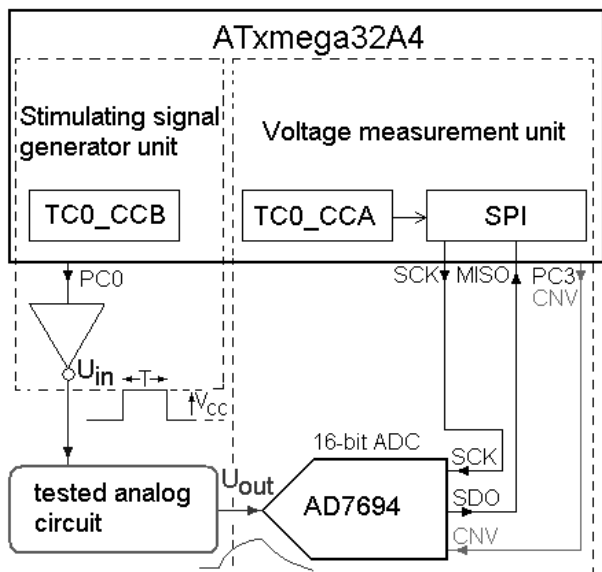 ATxmega32A4
Stimulating signal
generator unit
Voltage measurement unit
TC0_CCB
TC0_CCA
SPI
PC0
SCK
MISO
PC3
CNV
Uin
T
Vcc
16-bit ADC
SCK
tested analog
circuit
Uout
AD7694
SDO
CNV